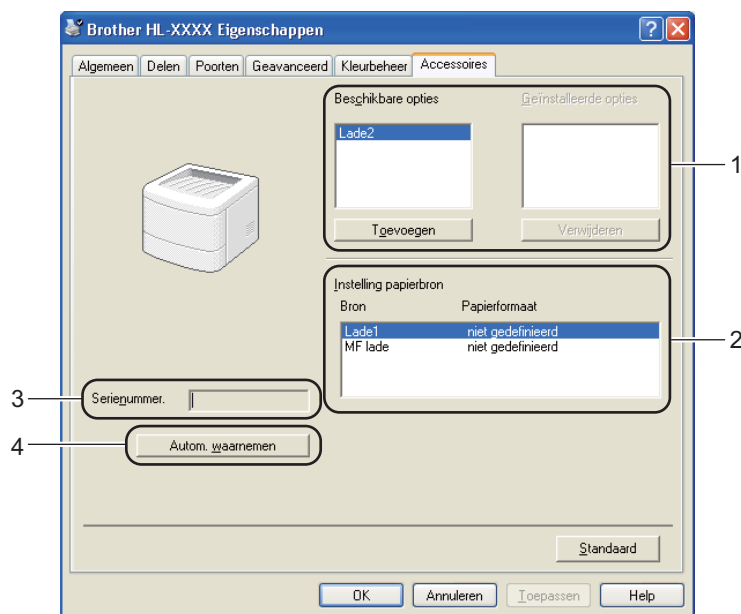 Brother HL-XXXX Eigenschappen
Algemeen Delen Poorten Geavanceerd Kleurbeheer Accessoires
Beschikbare opties Geïnstalleerde opties
Lade2
1
Toevoegen Verwijderen
Instelling papierbron
Bron Papierformaat
Lade1 niet gedefinieerd
MF lade niet gedefinieerd
2
3 Serienummer.
4 Autom. waarnemen
Standaard
OK Annuleren Toepassen Help